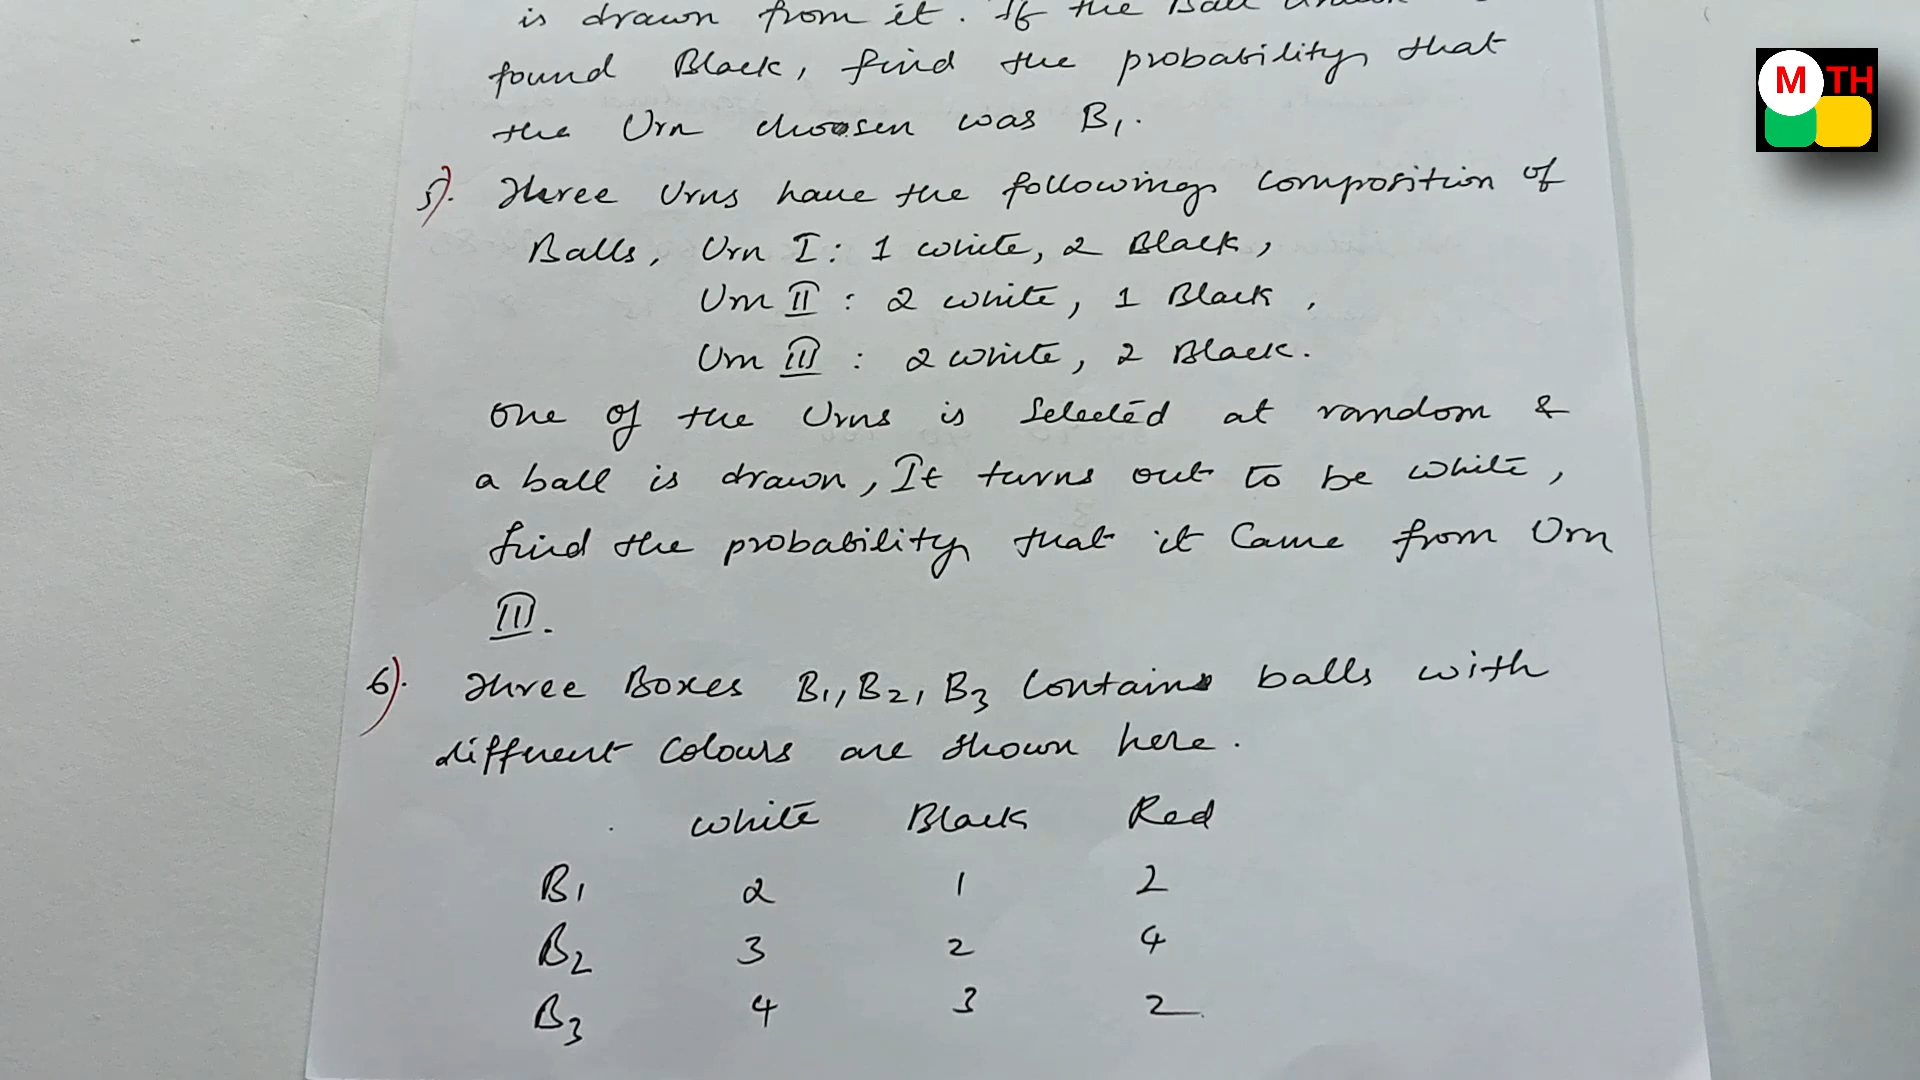 is drawn from it. If the Ball
found Black, find the probability that
the Urn choosen was B1.
5). Three Urns have the following composition of
Balls, Urn I: 1 white, 2 Black,
Urn II : 2 white, 1 Black,
Urn III : 2 white, 2 Black.
One of the Urns is Selected at random &
a ball is drawn, It turns out to be white,
find the probability that it Came from Urn
III.
6). Three Boxes B1, B2, B3 Contains balls with
different Colours are shown here.
white Black Red
B1 2 1 2
B2 3 2 4
B3 4 3 2
M TH